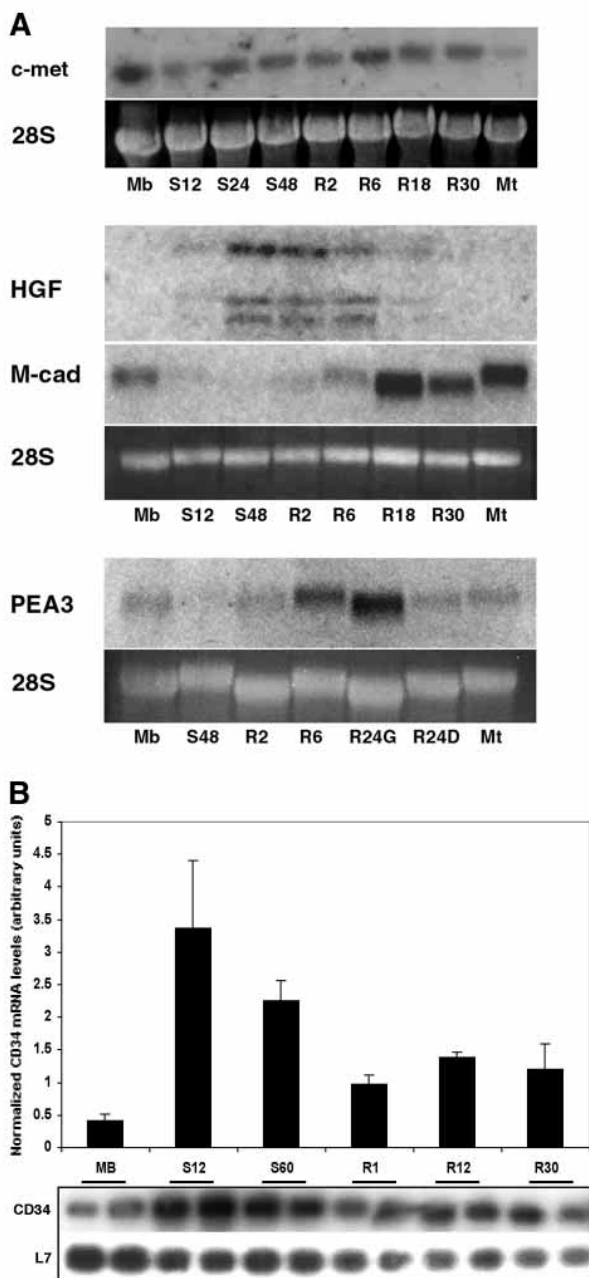 A
c-met
28S
Mb S12 S24 S48 R2 R6 R18 R30 Mt
HGF
M-cad
28S
Mb S12 S48 R2 R6 R18 R30 Mt
PEA3
28S
Mb S48 R2 R6 R24G R24D Mt
B
Normalized CD34 mRNA levels (arbitrary units)
5
4.5
4
3.5
3
2.5
2
1.5
1
0.5
0
MB S12 S60 R1 R12 R30
CD34
L7